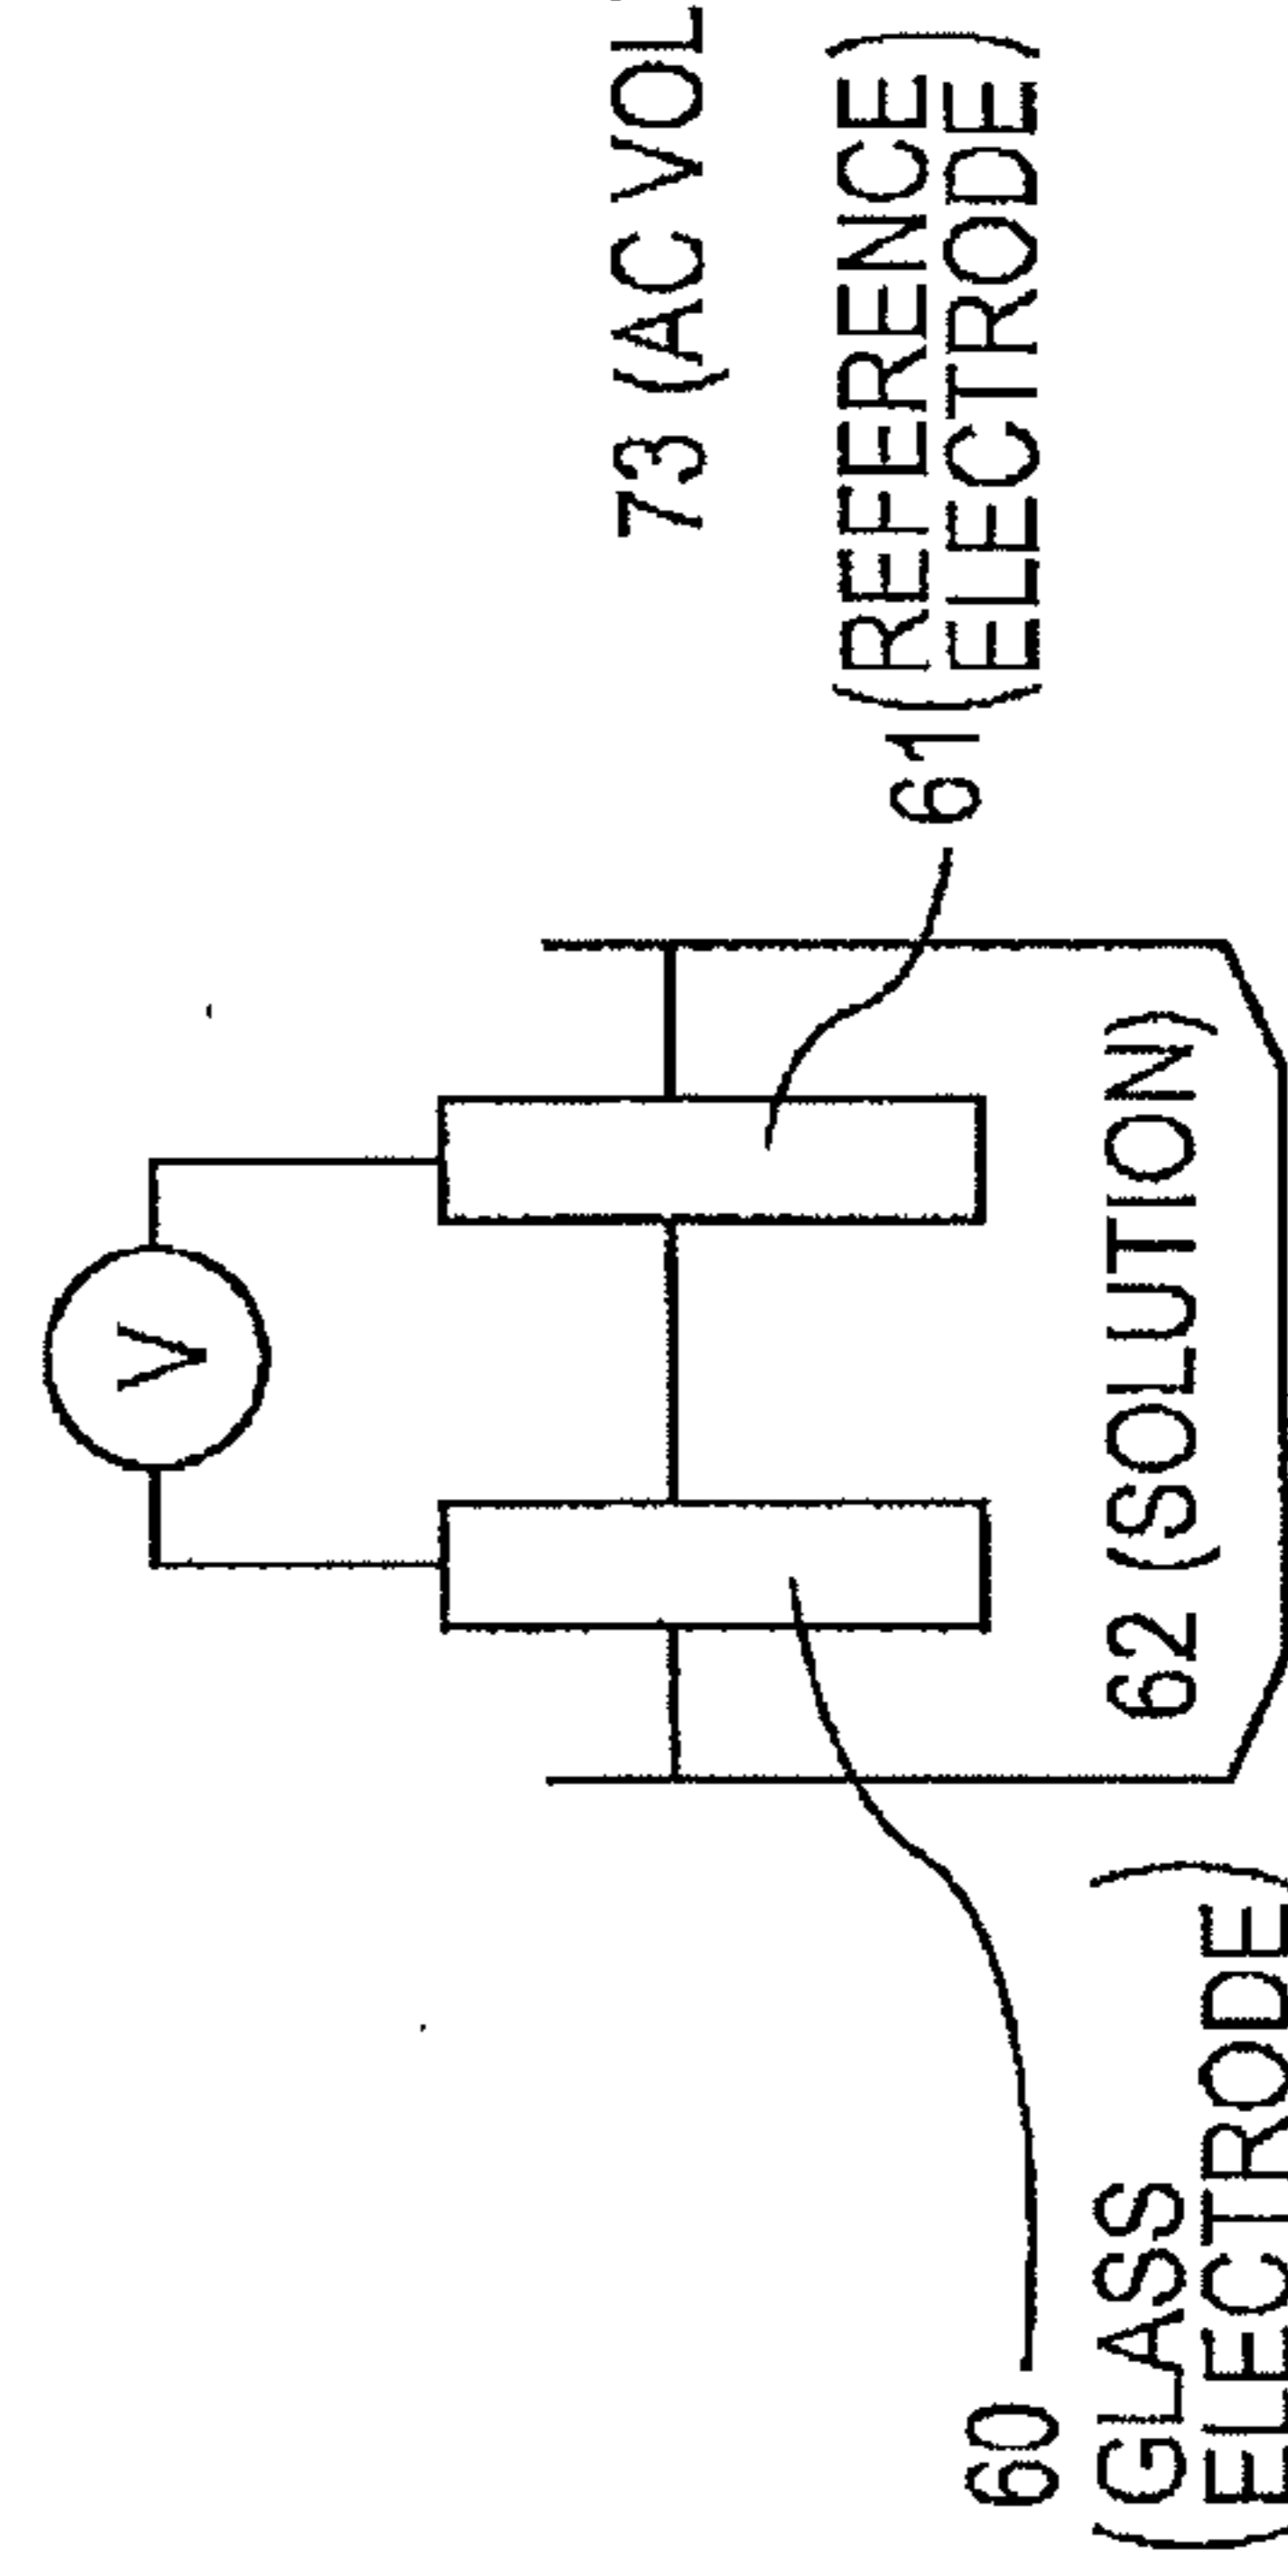 V
73 (AC VOL
61 (REFERENCE
ELECTRODE)
62 (SOLUTION)
60
(GLASS
ELECTRODE)